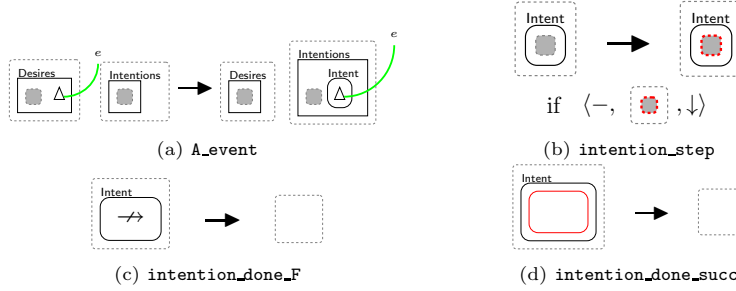 e
e
Desires
Intentions
Desires
Intentions
Intent
(a) A_event
Intent
Intent
if ⟨−, , ↓⟩
(b) intention_step
Intent
(c) intention_done_F
Intent
(d) intention_done_succ